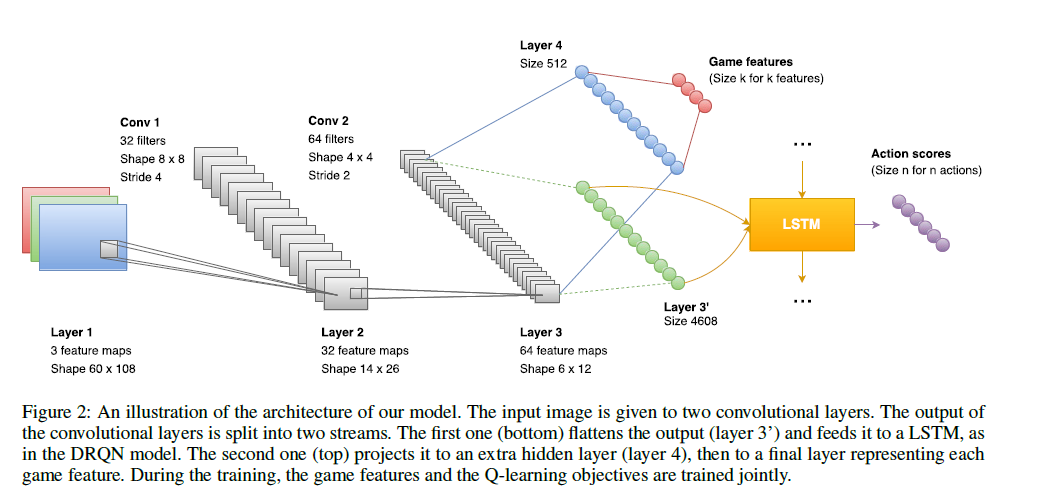 Layer 4
Size 512
Game features
(Size k for k features)
Conv 1
32 filters
Shape 8 x 8
Stride 4
Conv 2
64 filters
Shape 4 x 4
Stride 2
...
Action scores
(Size n for n actions)
LSTM
...
Layer 3'
Size 4608
Layer 1
3 feature maps
Shape 60 x 108
Layer 2
32 feature maps
Shape 14 x 26
Layer 3
64 feature maps
Shape 6 x 12
Figure 2: An illustration of the architecture of our model. The input image is given to two convolutional layers. The output of
the convolutional layers is split into two streams. The first one (bottom) flattens the output (layer 3’) and feeds it to a LSTM, as
in the DRQN model. The second one (top) projects it to an extra hidden layer (layer 4), then to a final layer representing each
game feature. During the training, the game features and the Q-learning objectives are trained jointly.